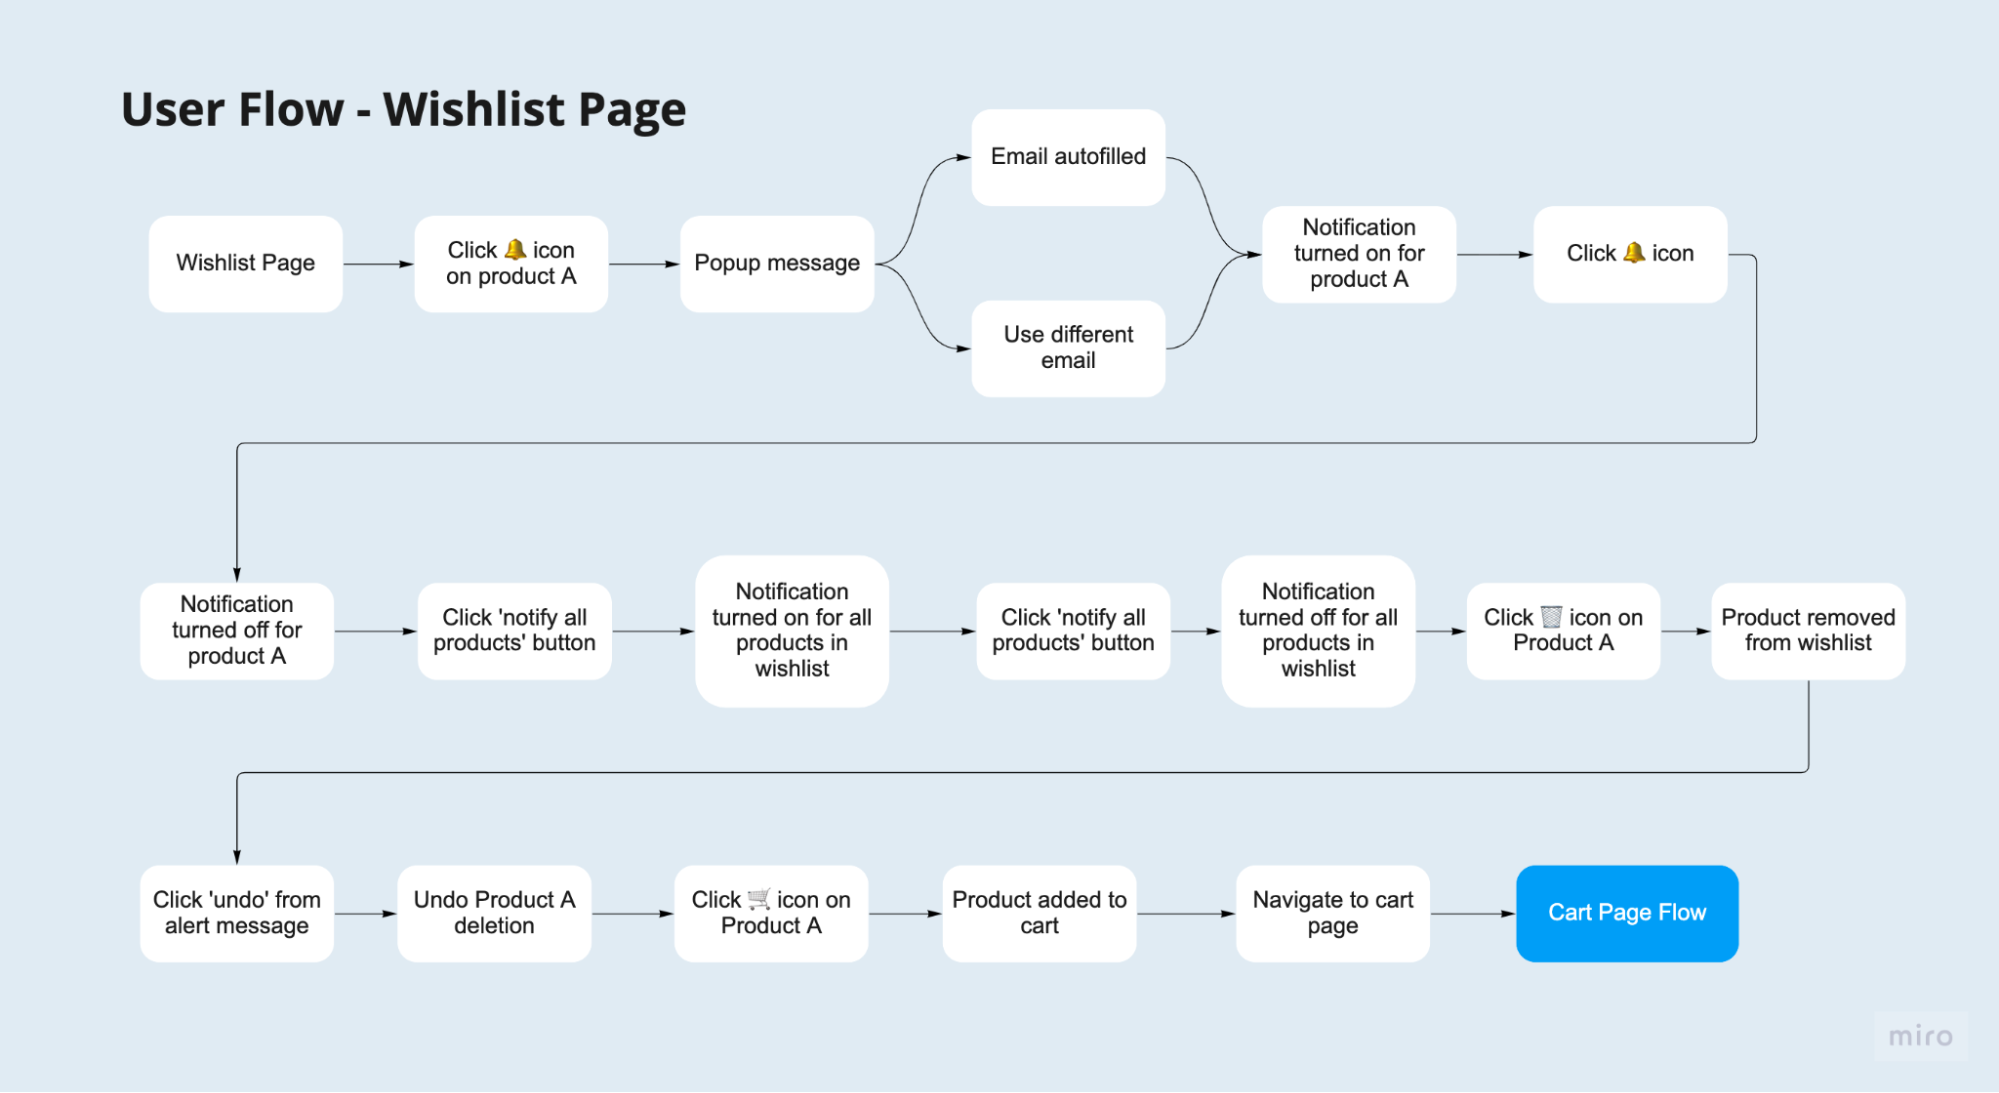 User Flow - Wishlist Page
Wishlist Page
Click 🔔 icon
on product A
Popup message
Email autofilled
Use different
email
Notification
turned on for
product A
Click 🔔 icon
Notification
turned off for
product A
Click 'notify all
products' button
Notification
turned on for all
products in
wishlist
Click 'notify all
products' button
Notification
turned off for all
products in
wishlist
Click 🗑️ icon on
Product A
Product removed
from wishlist
Click 'undo' from
alert message
Undo Product A
deletion
Click 🛒 icon on
Product A
Product added to
cart
Navigate to cart
page
Cart Page Flow
miro